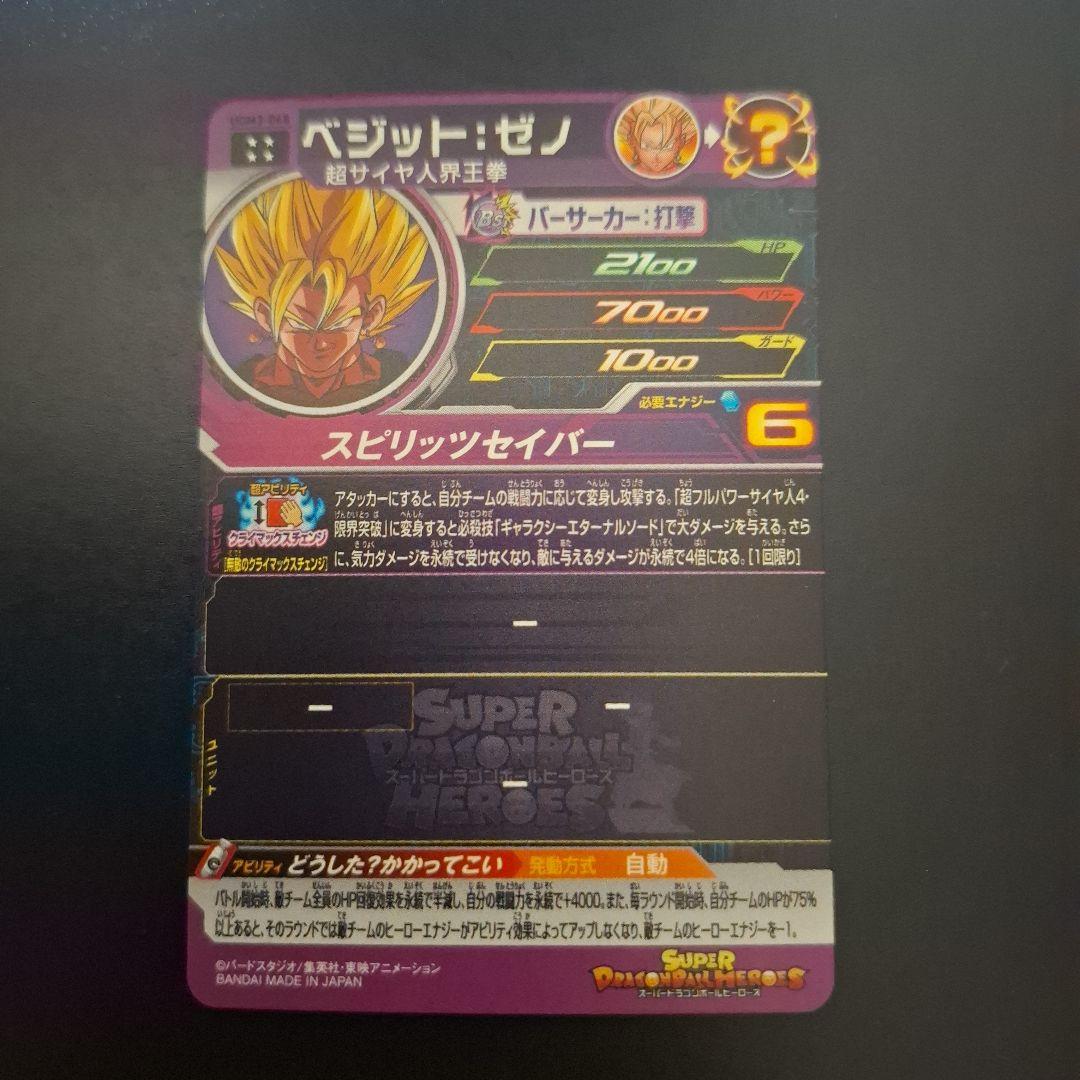 UGM3-068
ベジット:ゼノ
超サイヤ人界王拳
?
BS バーサーカー:打撃
HP
2100
パワー
7000
ガード
1000
必要エナジー 6
スピリッツセイバー
超アビリティ
超アビリティ
クライマックスチェンジ
[無敵のクライマックスチェンジ]
アタッカーにすると、自分チームの戦闘力に応じて変身し攻撃する。「超フルパワーサイヤ人4・
限界突破」に変身すると必殺技「ギャラクシーエターナルソード」で大ダメージを与える。さら
に、気力ダメージを永続で受けなくなり、敵に与えるダメージが永続で4倍になる。[1回限り]
ー
ユニット
ー
ー
ー
SUPER
DRAGONBALL
スーパードラゴンボールヒーローズ
HEROES
アビリティ どうした?かかってこい 発動方式 自動
バトル開始時、敵チーム全員のHP回復効果を永続で半減し、自分の戦闘力を永続で+4000。また、毎ラウンド開始時、自分チームのHPが75%
以上あると、そのラウンドでは敵チームのヒーローエナジーがアビリティ効果によってアップしなくなり、敵チームのヒーローエナジーを-1。
©バードスタジオ/集英社・東映アニメーション
BANDAI MADE IN JAPAN
SUPER
DRAGONBALL HEROES
スーパードラゴンボールヒーローズ